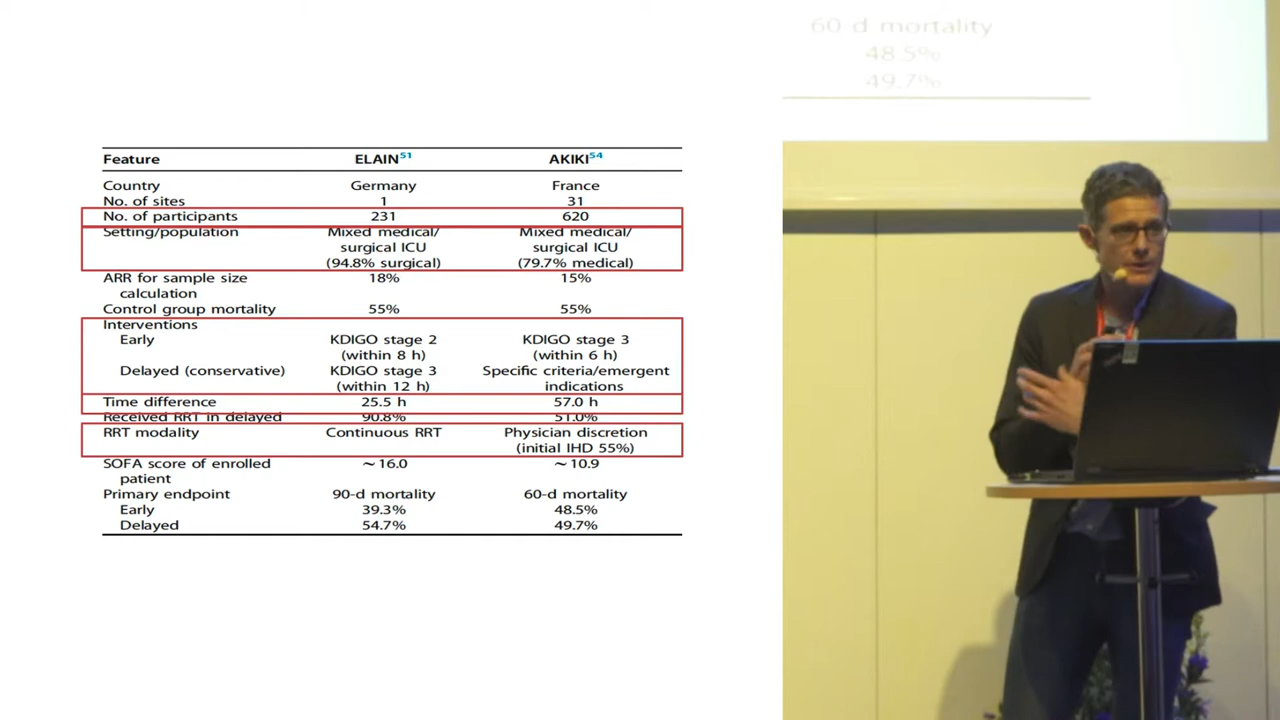 Feature ELAIN51 AKIKI54
Country Germany France
No. of sites 1 31
No. of participants 231 620
Setting/population Mixed medical/ Mixed medical/
surgical ICU surgical ICU
(94.8% surgical) (79.7% medical)
ARR for sample size 18% 15%
calculation
Control group mortality 55% 55%
Interventions
Early KDIGO stage 2 KDIGO stage 3
(within 8 h) (within 6 h)
Delayed (conservative) KDIGO stage 3 Specific criteria/emergent
(within 12 h) indications
Time difference 25.5 h 57.0 h
Received RRT in delayed 90.8% 51.0%
RRT modality Continuous RRT Physician discretion
(initial IHD 55%)
SOFA score of enrolled ~16.0 ~10.9
patient
Primary endpoint 90-d mortality 60-d mortality
Early 39.3% 48.5%
Delayed 54.7% 49.7%
60-d mortality
48.5%
49.7%